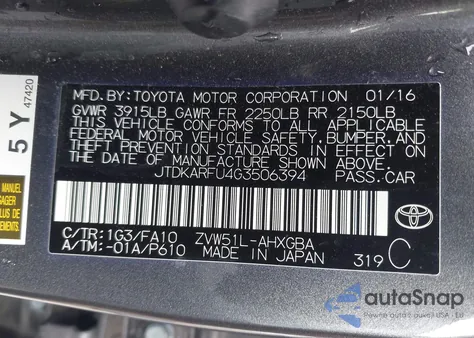 MFD. BY: TOYOTA MOTOR CORPORATION 01/16
GVWR 3915LB GAWR FR 2250LB RR 2150LB
THIS VEHICLE CONFORMS TO ALL APPLICABLE
FEDERAL MOTOR VEHICLE SAFETY, BUMPER, AND
THEFT PREVENTION STANDARDS IN EFFECT ON
THE DATE OF MANUFACTURE SHOWN ABOVE.
JTDKARFU4G3506394 PASS.CAR
C/TR: 1G3/FA10 ZVW51L-AHXGBA
A/TM: -01A/P610 MADE IN JAPAN 319 C
TOYOTA
5 Y
47420
MANUEL
autoSnap